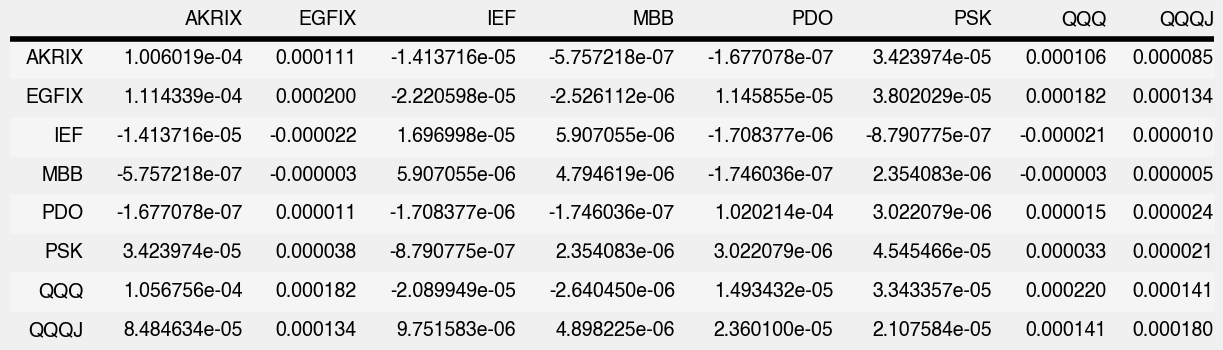 AKRIX EGFIX IEF MBB PDO PSK QQQ QQQJ
AKRIX 1.006019e-04 0.000111 -1.413716e-05 -5.757218e-07 -1.677078e-07 3.423974e-05 0.000106 0.000085
EGFIX 1.114339e-04 0.000200 -2.220598e-05 -2.526112e-06 1.145855e-05 3.802029e-05 0.000182 0.000134
IEF -1.413716e-05 -0.000022 1.696998e-05 5.907055e-06 -1.708377e-06 -8.790775e-07 -0.000021 0.000010
MBB -5.757218e-07 -0.000003 5.907055e-06 4.794619e-06 -1.746036e-07 2.354083e-06 -0.000003 0.000005
PDO -1.677078e-07 0.000011 -1.708377e-06 -1.746036e-07 1.020214e-04 3.022079e-06 0.000015 0.000024
PSK 3.423974e-05 0.000038 -8.790775e-07 2.354083e-06 3.022079e-06 4.545466e-05 0.000033 0.000021
QQQ 1.056756e-04 0.000182 -2.089949e-05 -2.640450e-06 1.493432e-05 3.343357e-05 0.000220 0.000141
QQQJ 8.484634e-05 0.000134 9.751583e-06 4.898225e-06 2.360100e-05 2.107584e-05 0.000141 0.000180